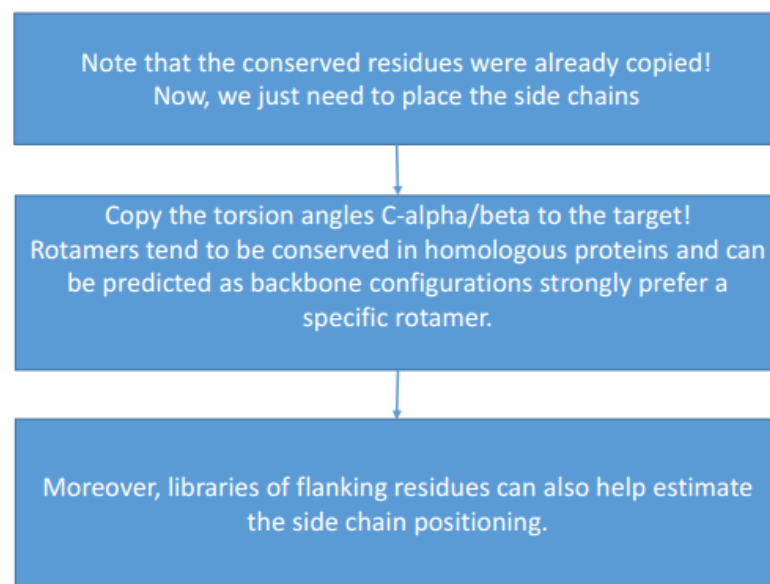 Note that the conserved residues were already copied!
Now, we just need to place the side chains
Copy the torsion angles C-alpha/beta to the target!
Rotamers tend to be conserved in homologous proteins and can
be predicted as backbone configurations strongly prefer a
specific rotamer.
Moreover, libraries of flanking residues can also help estimate
the side chain positioning.